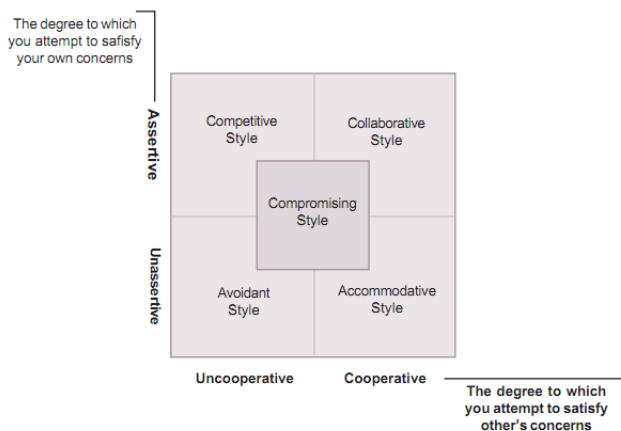 The degree to which
you attempt to safisfy
your own concerns
Assertive
Unassertive
Competitive
Style
Collaborative
Style
Compromising
Style
Avoidant
Style
Accommodative
Style
Uncooperative
Cooperative
The degree to which
you attempt to satisfy
other's concerns